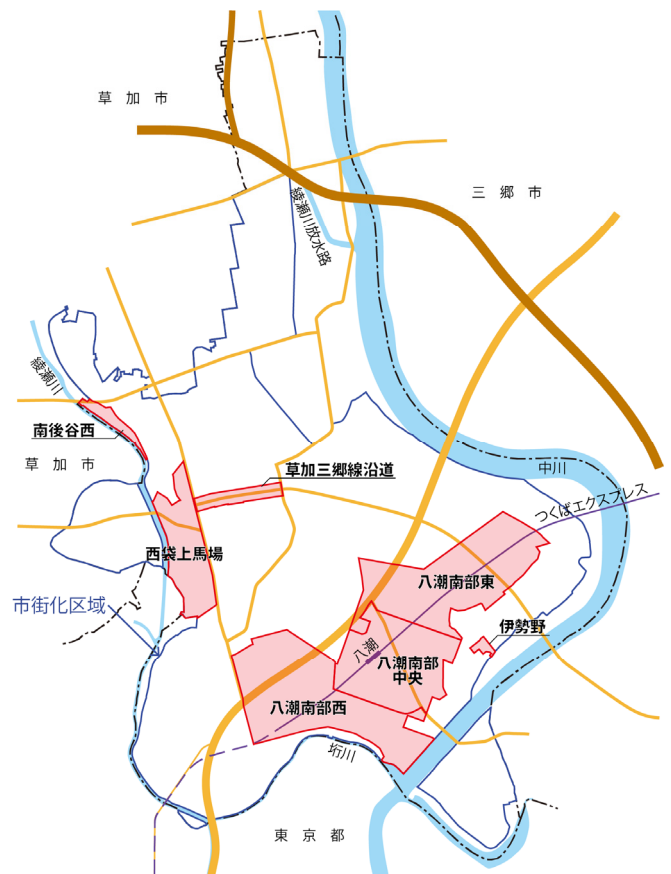 草加市
三郷市
綾瀬川放水路
綾瀬川
南後谷西
草加市
草加三郷線沿道
中川
つくばエクスプレス
西袋上馬場
八潮南部東
市街化区域
伊勢野
八潮
八潮南部
中央
八潮南部西
垳川
東京都